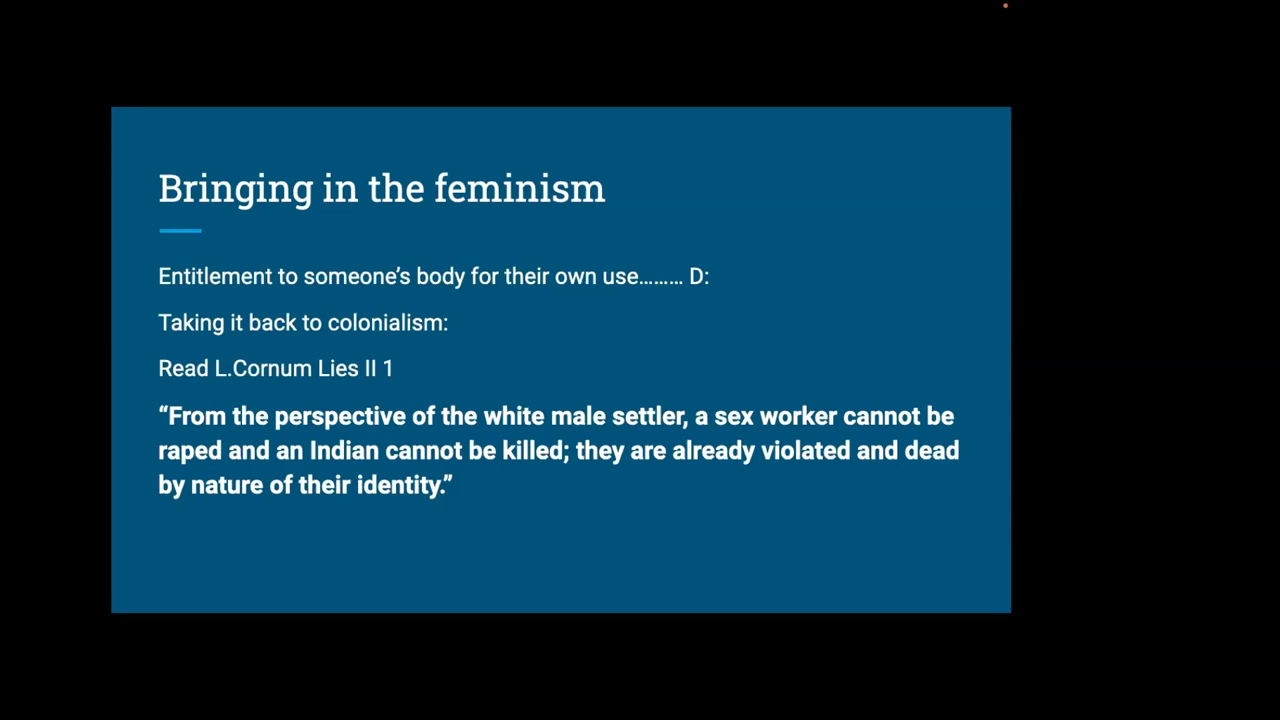 Bringing in the feminism
Entitlement to someone’s body for their own use……… D:
Taking it back to colonialism:
Read L.Cornum Lies II 1
“From the perspective of the white male settler, a sex worker cannot be
raped and an Indian cannot be killed; they are already violated and dead
by nature of their identity.”